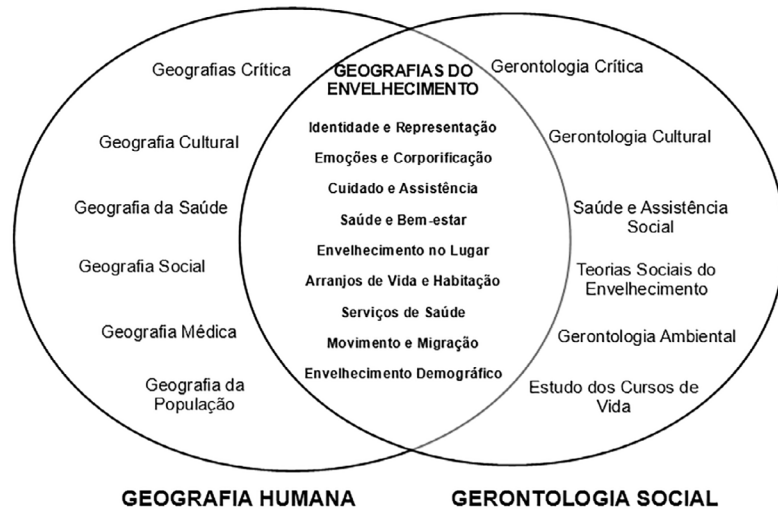 Geografias Crítica
Geografia Cultural
Geografia da Saúde
Geografia Social
Geografia Médica
Geografia da
População
GEOGRAFIAS DO
ENVELHECIMENTO
Identidade e Representação
Emoções e Corporificação
Cuidado e Assistência
Saúde e Bem-estar
Envelhecimento no Lugar
Arranjos de Vida e Habitação
Serviços de Saúde
Movimento e Migração
Envelhecimento Demográfico
Gerontologia Crítica
Gerontologia Cultural
Saúde e Assistência
Social
Teorias Sociais do
Envelhecimento
Gerontologia Ambiental
Estudo dos Cursos de
Vida
GEOGRAFIA HUMANA
GERONTOLOGIA SOCIAL